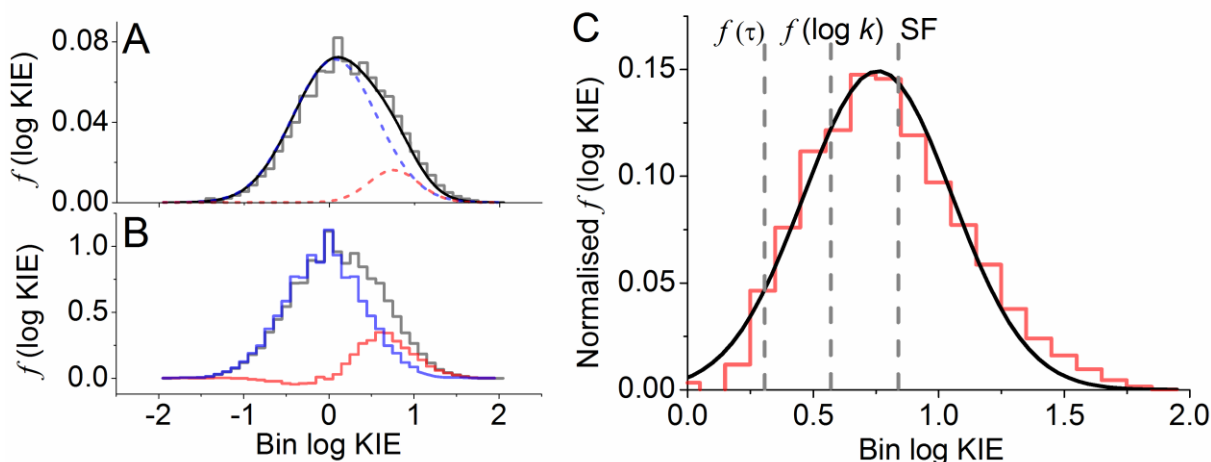 A
f (log KIE)
0.08
0.04
0.00
B
f (log KIE)
1.0
0.5
0.0
-2 -1 0 1 2
Bin log KIE
C
f (τ) f (log k) SF
Normalised f (log KIE)
0.15
0.10
0.05
0.00
0.0 0.5 1.0 1.5 2.0
Bin log KIE